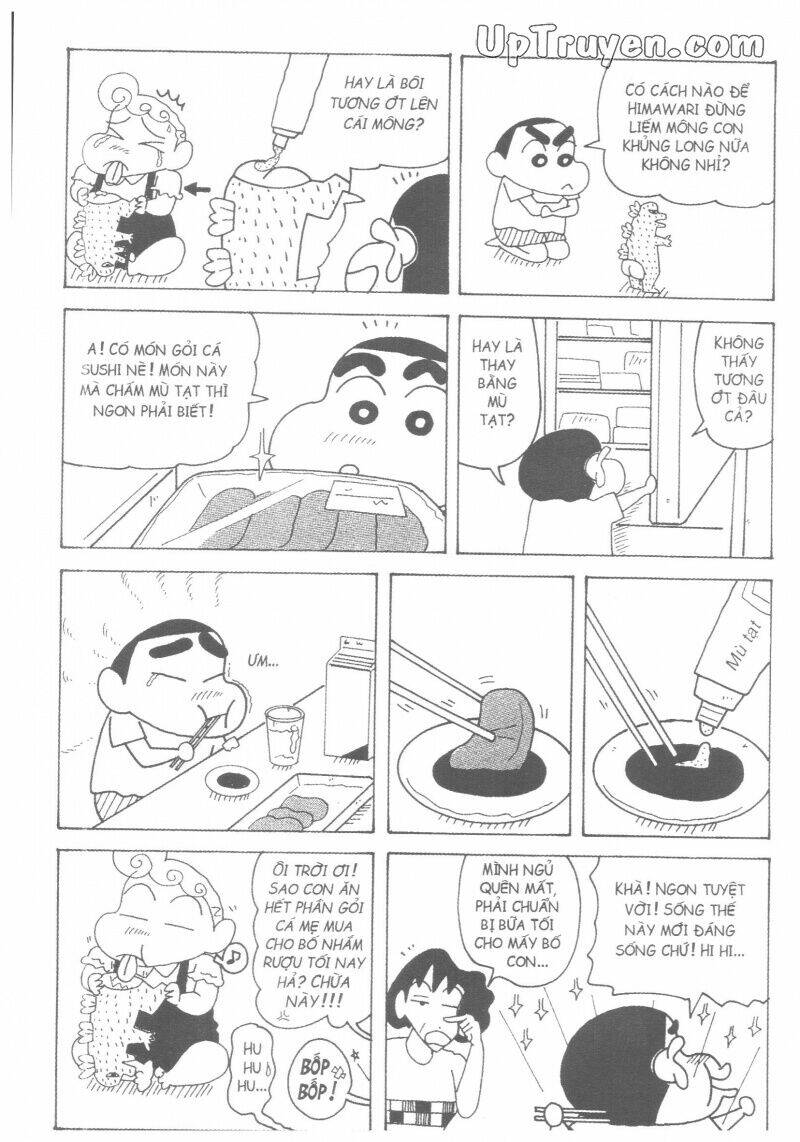 UpTruyen.com
CÓ CÁCH NÀO ĐỂ
HIMAWARI ĐỪNG
LIẾM MÔNG CON
KHỦNG LONG NỮA
KHÔNG NHỈ?
HAY LÀ BÔI
TƯƠNG ỚT LÊN
CÁI MÔNG?
KHÔNG
THẤY
TƯƠNG
ỚT ĐÂU
CẢ?
HAY LÀ
THAY
BẰNG
MÙ
TẠT?
A! CÓ MÓN GỎI CÁ
SUSHI NÈ! MÓN NÀY
MÀ CHẤM MÙ TẠT THÌ
NGON PHẢI BIẾT!
Mù tạt
ƯM...
KHÀ! NGON TUYỆT
VỜI! SỐNG THẾ
NÀY MỚI ĐÁNG
SỐNG CHỨ! HI HI...
MÌNH NGỦ
QUÊN MẤT,
PHẢI CHUẨN
BỊ BỮA TỐI
CHO MẤY BỐ
CON...
ÔI TRỜI ƠI!
SAO CON ĂN
HẾT PHẦN GỎI
CÁ MẸ MUA
CHO BỐ NHẮM
RƯỢU TỐI NAY
HẢ? CHỪA
NÀY!!!
BỐP
BỐP!
HU
HU
HU...